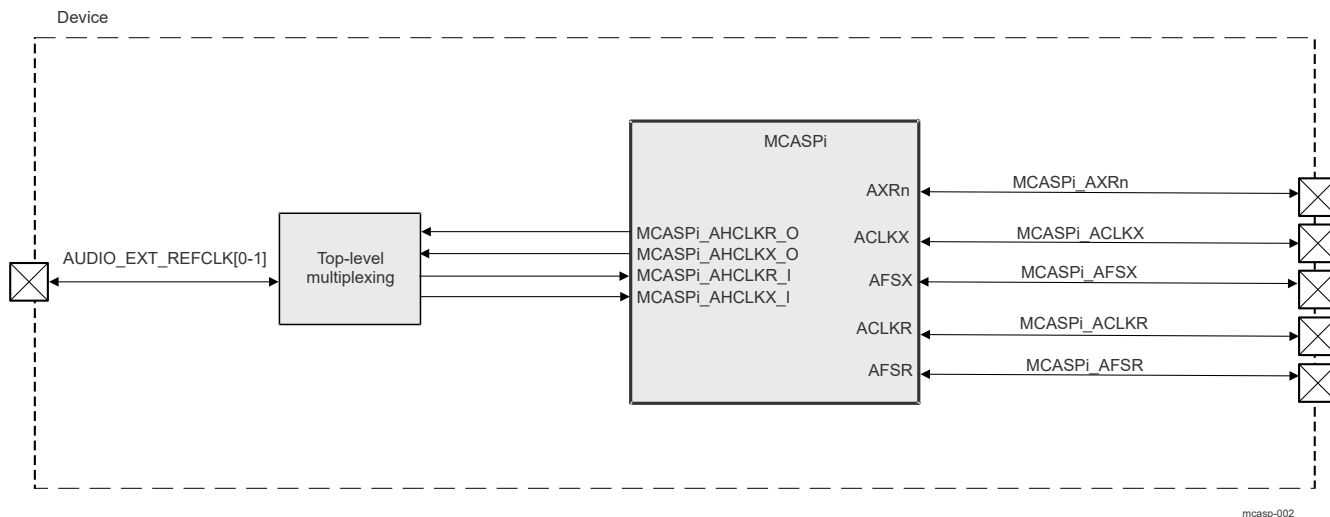 Device
MCASPi
AXRn
MCASPi_AXRn
MCASPi_AHCLKR_O
ACLKX
MCASPi_ACLKX
AUDIO_EXT_REFCLK[0-1]
Top-level
multiplexing
MCASPi_AHCLKX_O
MCASPi_AHCLKR_I
AFSX
MCASPi_AFSX
MCASPi_AHCLKX_I
ACLKR
MCASPi_ACLKR
AFSR
MCASPi_AFSR
mcasp-002